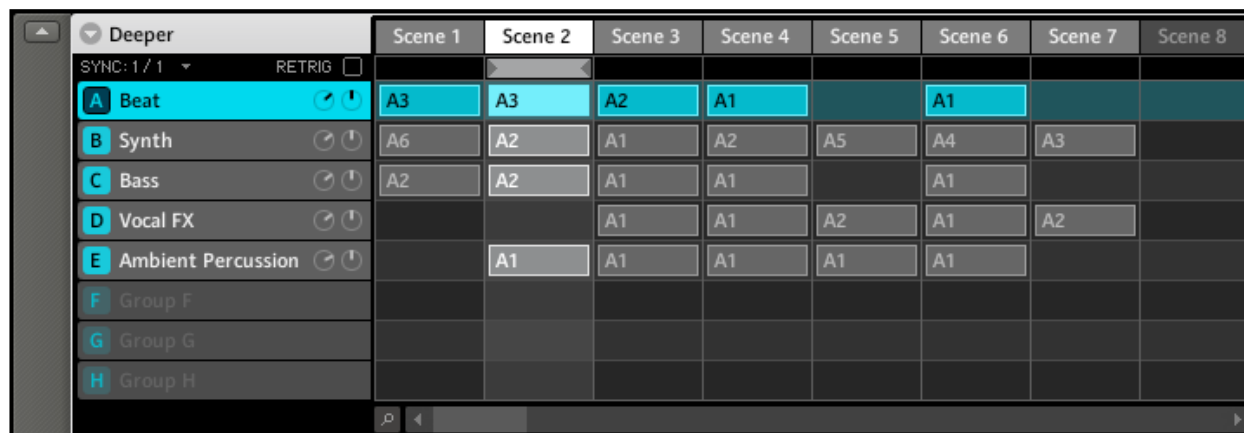 Deeper Scene 1 Scene 2 Scene 3 Scene 4 Scene 5 Scene 6 Scene 7 Scene 8
SYNC: 1 / 1 RETRIG
A Beat A3 A3 A2 A1 A1
B Synth A6 A2 A1 A2 A5 A4 A3
C Bass A2 A2 A1 A1 A1
D Vocal FX A1 A1 A2 A1 A2
E Ambient Percussion A1 A1 A1 A1 A1
F Group F
G Group G
H Group H